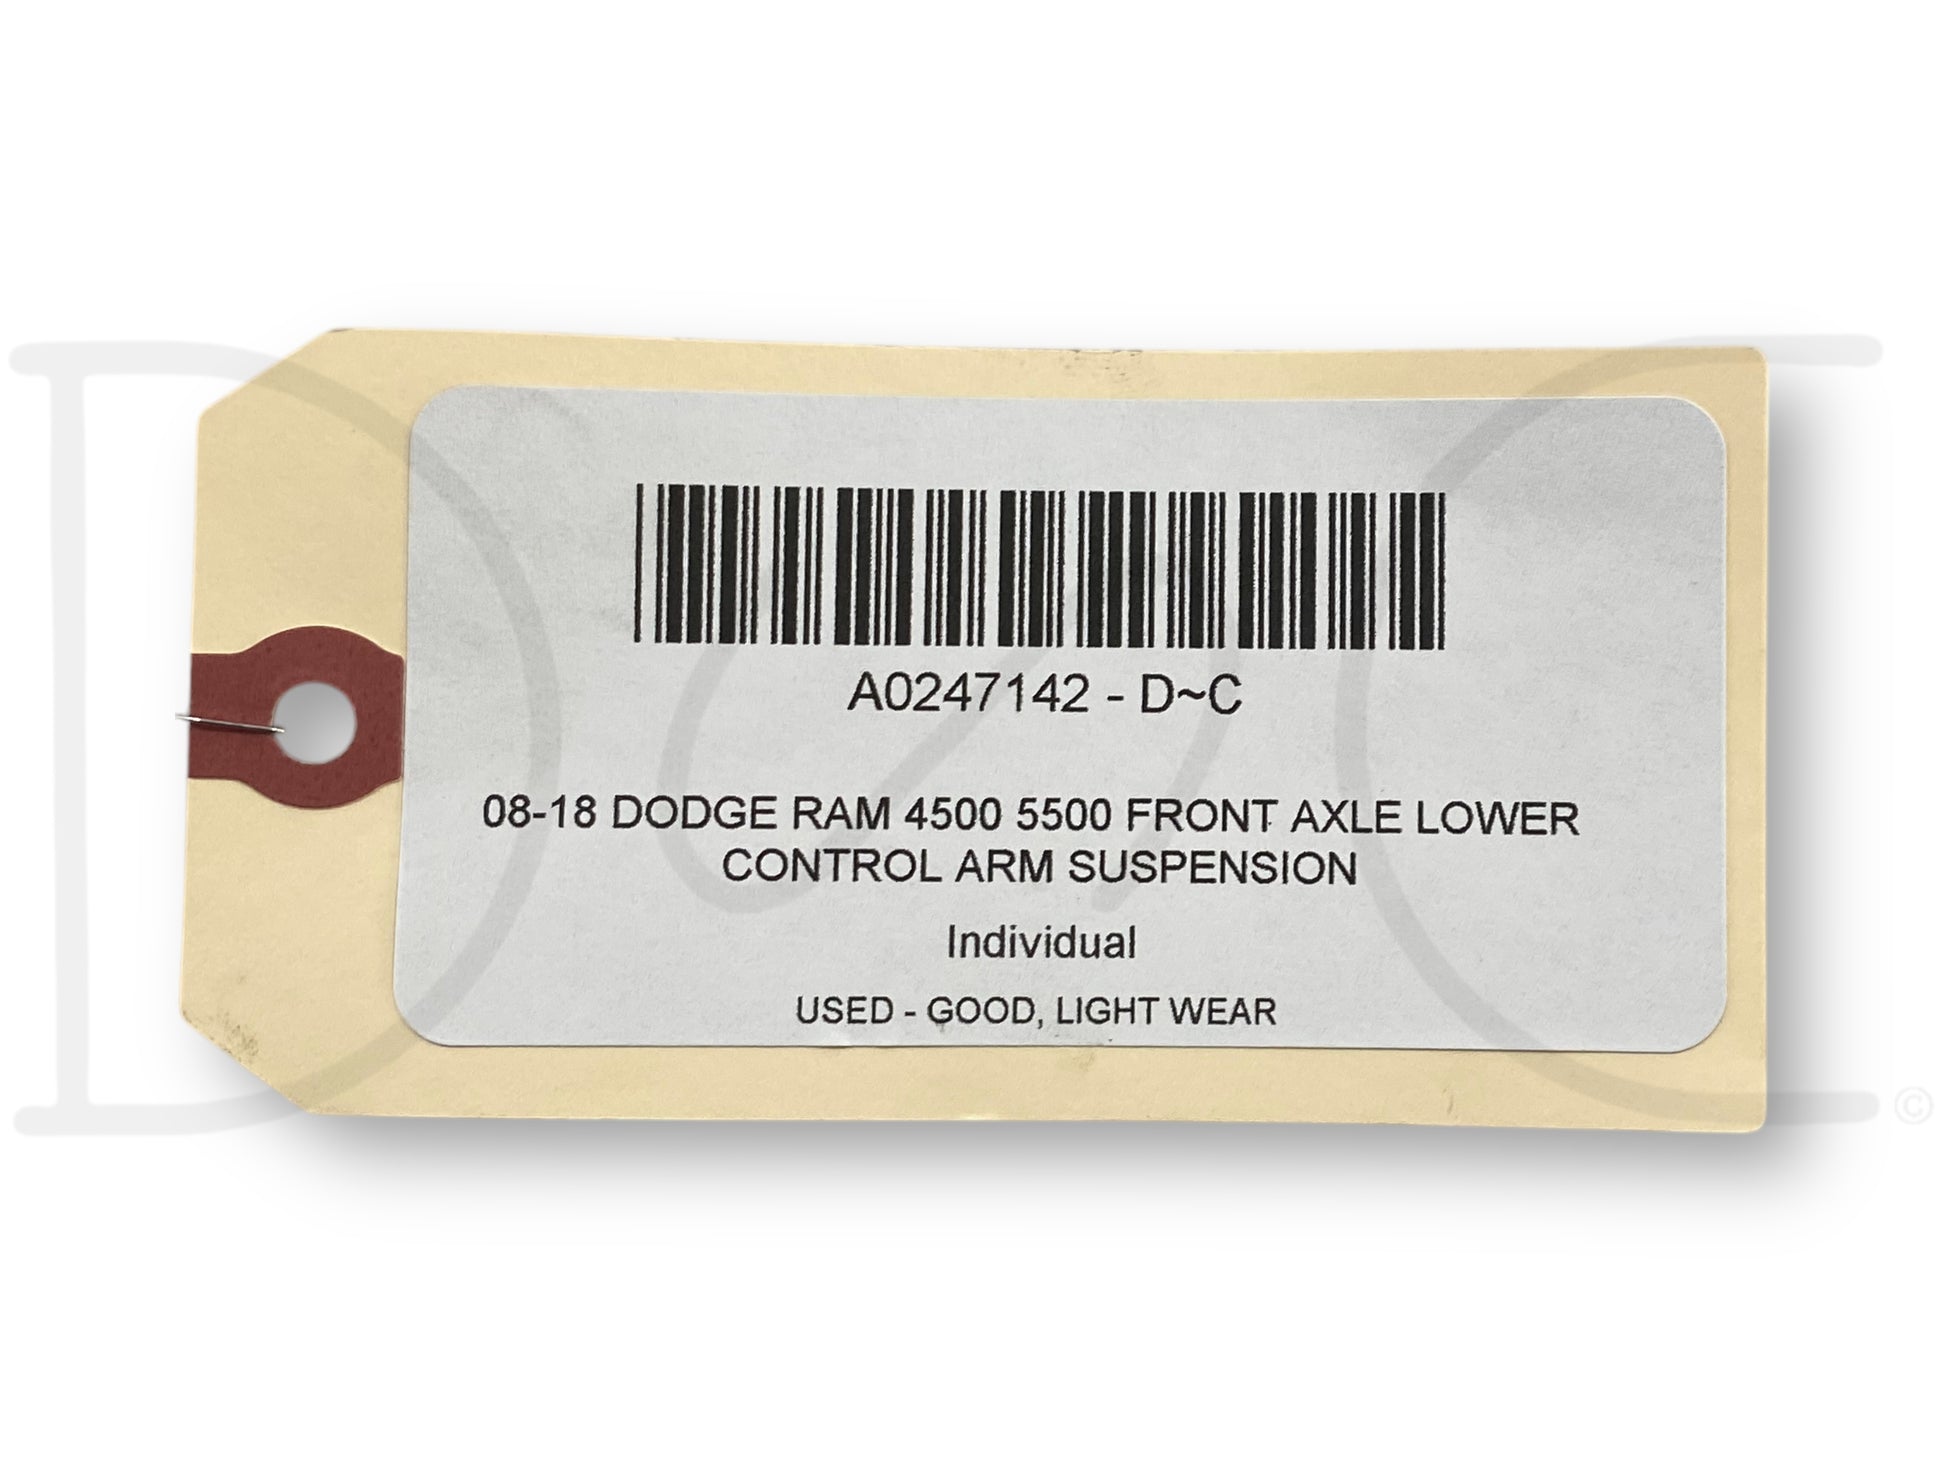 A0247142 - D~C
08-18 DODGE RAM 4500 5500 FRONT AXLE LOWER
CONTROL ARM SUSPENSION
Individual
USED - GOOD, LIGHT WEAR
D
C
©